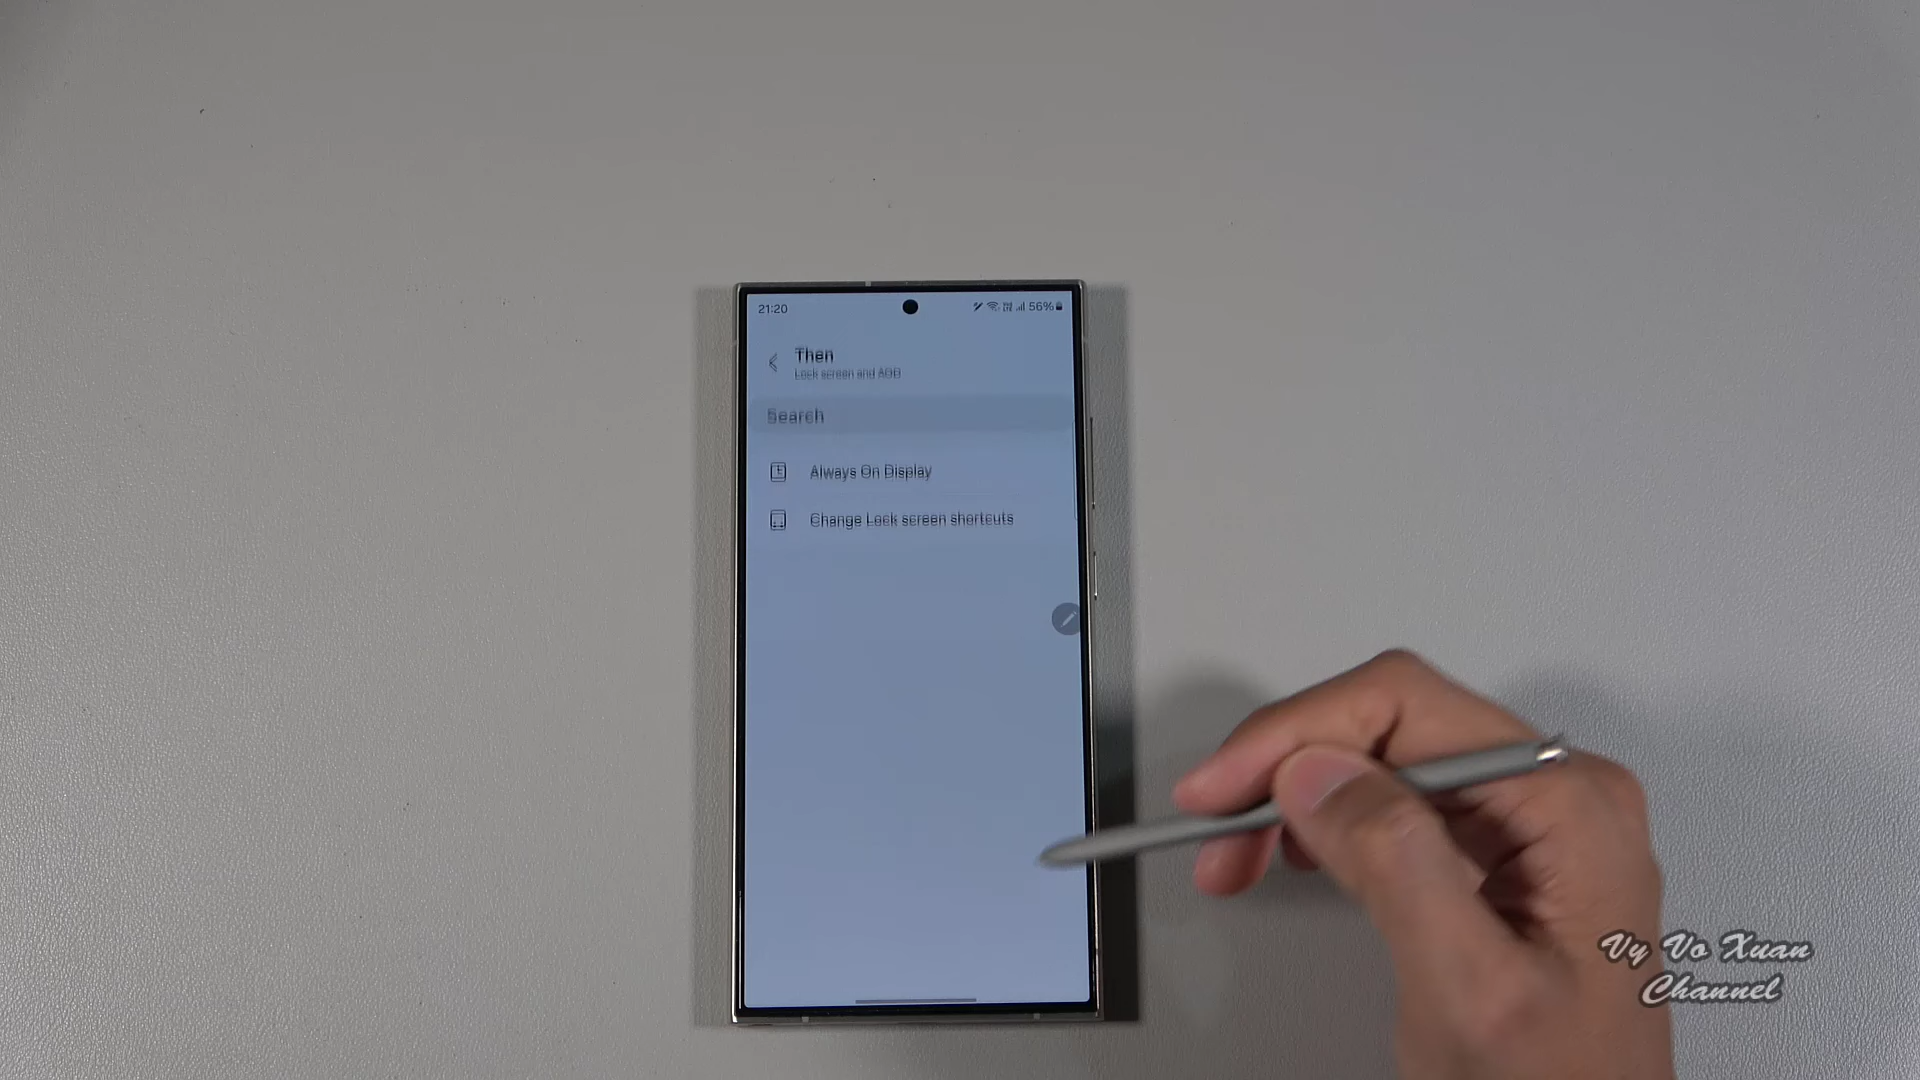 21:20
56%
Then
Lock screen and AOD
Search
Always On Display
Change Lock screen shortcuts
Vy Vo Xuan
Channel